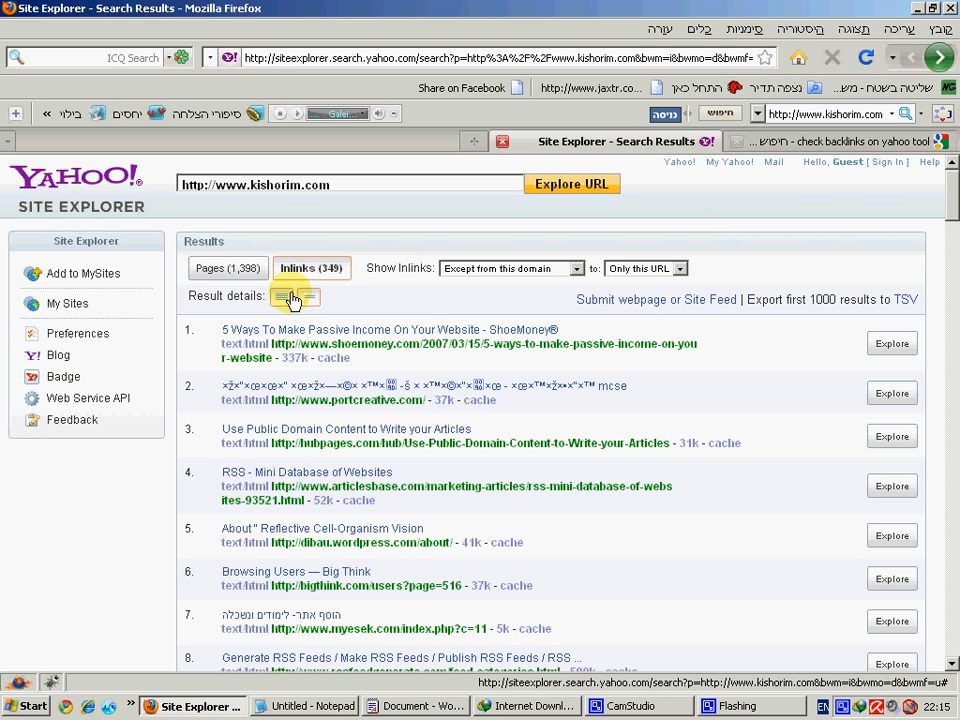 Site Explorer - Search Results - Mozilla Firefox
קובץ עריכה תצוגה היסטוריה סימניות כלים עזרה
ICQ Search
http://siteexplorer.search.yahoo.com/search?p=http%3A%2F%2Fwww.kishorim.com&bwm=i&bwmo=d&bwmf=
Share on Facebook
http://www.jaxtr.co...
התחל כאן
נצפה תדיר
שליטה בשטח - מש...
« בילוי
יחסים
סיפורי הצלחה
Galei
כניסה
חיפוש
http://www.kishorim.com
Site Explorer - Search Results
check backlinks on yahoo tool - חיפוש ...
Yahoo! My Yahoo! Mail Hello, Guest [ Sign In ] Help
YAHOO!
SITE EXPLORER
http://www.kishorim.com
Explore URL
Site Explorer
Add to MySites
My Sites
Preferences
Blog
Badge
Web Service API
Feedback
Results
Pages (1,398) Inlinks (349) Show Inlinks: Except from this domain to: Only this URL
Result details:
Submit webpage or Site Feed | Export first 1000 results to TSV
1. 5 Ways To Make Passive Income On Your Website - ShoeMoney®
text/html http://www.shoemoney.com/2007/03/15/5-ways-to-make-passive-income-on-you
r-website - 337k - cache
Explore
2.
mcse
text/html http://www.portcreative.com/ - 37k - cache
Explore
3. Use Public Domain Content to Write your Articles
text/html http://hubpages.com/hub/Use-Public-Domain-Content-to-Write-your-Articles - 31k - cache
Explore
4. RSS - Mini Database of Websites
text/html http://www.articlesbase.com/marketing-articles/rss-mini-database-of-webs
ites-93521.html - 52k - cache
Explore
5. About " Reflective Cell-Organism Vision
text/html http://dibau.wordpress.com/about/ - 41k - cache
Explore
6. Browsing Users — Big Think
text/html http://bigthink.com/users?page=516 - 37k - cache
Explore
7. הוסף אתר- לימודים ונשכלה
text/html http://www.myesek.com/index.php?c=11 - 5k - cache
Explore
8. Generate RSS Feeds / Make RSS Feeds / Publish RSS Feeds / RSS ...
Explore
http://siteexplorer.search.yahoo.com/search?p=http://www.kishorim.com&bwm=i&bwmo=d&bwmf=u#
Start
»
Site Explorer ...
Untitled - Notepad
Document - Wo...
Internet Downl...
CamStudio
Flashing
EN
22:15